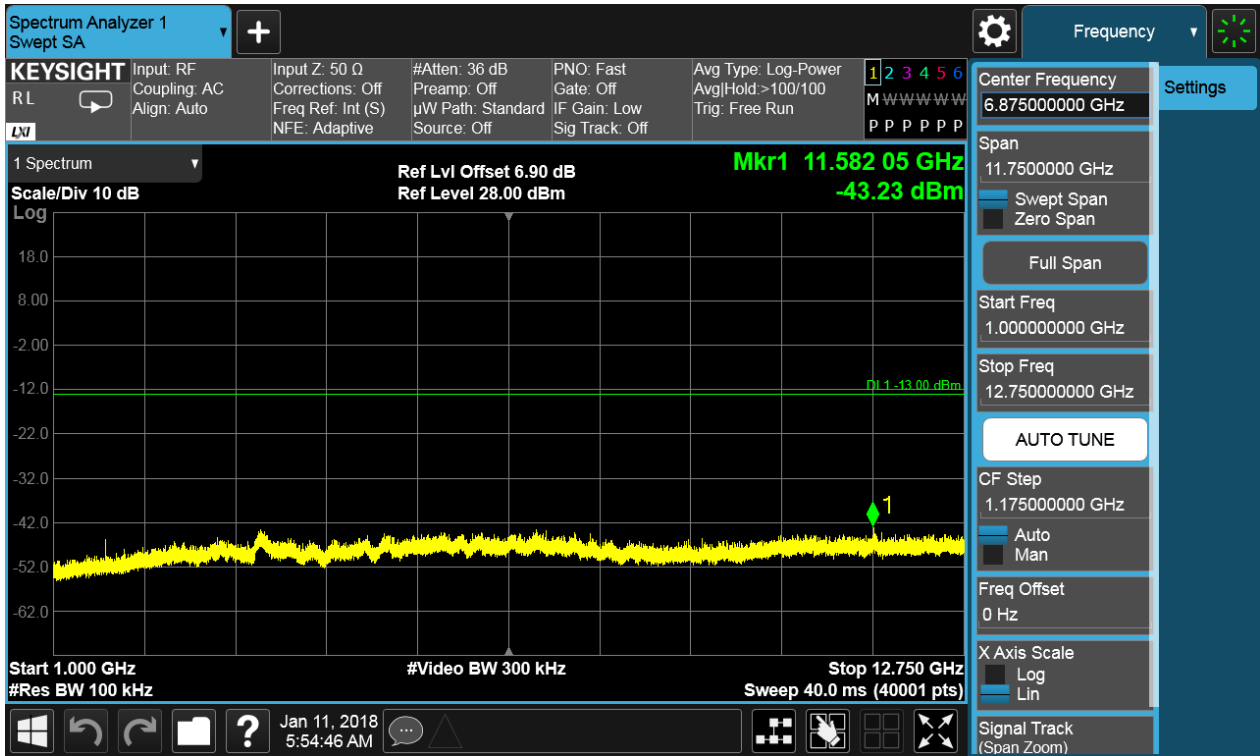 Spectrum Analyzer 1
Swept SA
Frequency
KEYSIGHT
R L
LXI
Input: RF
Coupling: AC
Align: Auto
Input Z: 50 Ω
Corrections: Off
Freq Ref: Int (S)
NFE: Adaptive
#Atten: 36 dB
Preamp: Off
µW Path: Standard
Source: Off
PNO: Fast
Gate: Off
IF Gain: Low
Sig Track: Off
Avg Type: Log-Power
Avg|Hold:>100/100
Trig: Free Run
1 2 3 4 5 6
M W W W W W
P P P P P P
1 Spectrum
Scale/Div 10 dB
Log
Ref Lvl Offset 6.90 dB
Ref Level 28.00 dBm
Mkr1 11.582 05 GHz
-43.23 dBm
18.0
8.00
-2.00
-12.0
DL1 -13.00 dBm
-22.0
-32.0
-42.0
1
-52.0
-62.0
Start 1.000 GHz
#Video BW 300 kHz
Stop 12.750 GHz
#Res BW 100 kHz
Sweep 40.0 ms (40001 pts)
Jan 11, 2018
5:54:46 AM
Center Frequency
6.875000000 GHz
Settings
Span
11.7500000 GHz
Swept Span
Zero Span
Full Span
Start Freq
1.000000000 GHz
Stop Freq
12.750000000 GHz
AUTO TUNE
CF Step
1.175000000 GHz
Auto
Man
Freq Offset
0 Hz
X Axis Scale
Log
Lin
Signal Track
(Span Zoom)